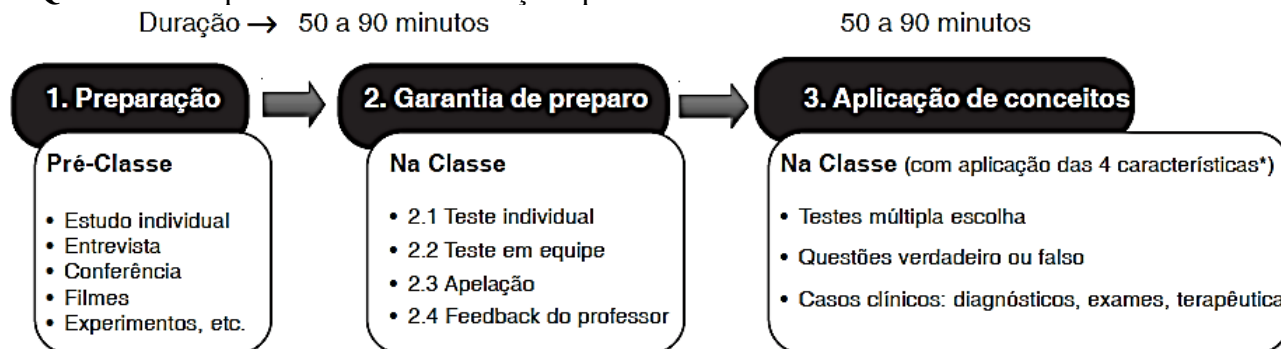 Duração → 50 a 90 minutos 50 a 90 minutos
1. Preparação
Pré-Classe
• Estudo individual
• Entrevista
• Conferência
• Filmes
• Experimentos, etc.
2. Garantia de preparo
Na Classe
• 2.1 Teste individual
• 2.2 Teste em equipe
• 2.3 Apelação
• 2.4 Feedback do professor
3. Aplicação de conceitos
Na Classe (com aplicação das 4 características*)
• Testes múltipla escolha
• Questões verdadeiro ou falso
• Casos clínicos: diagnósticos, exames, terapêutica